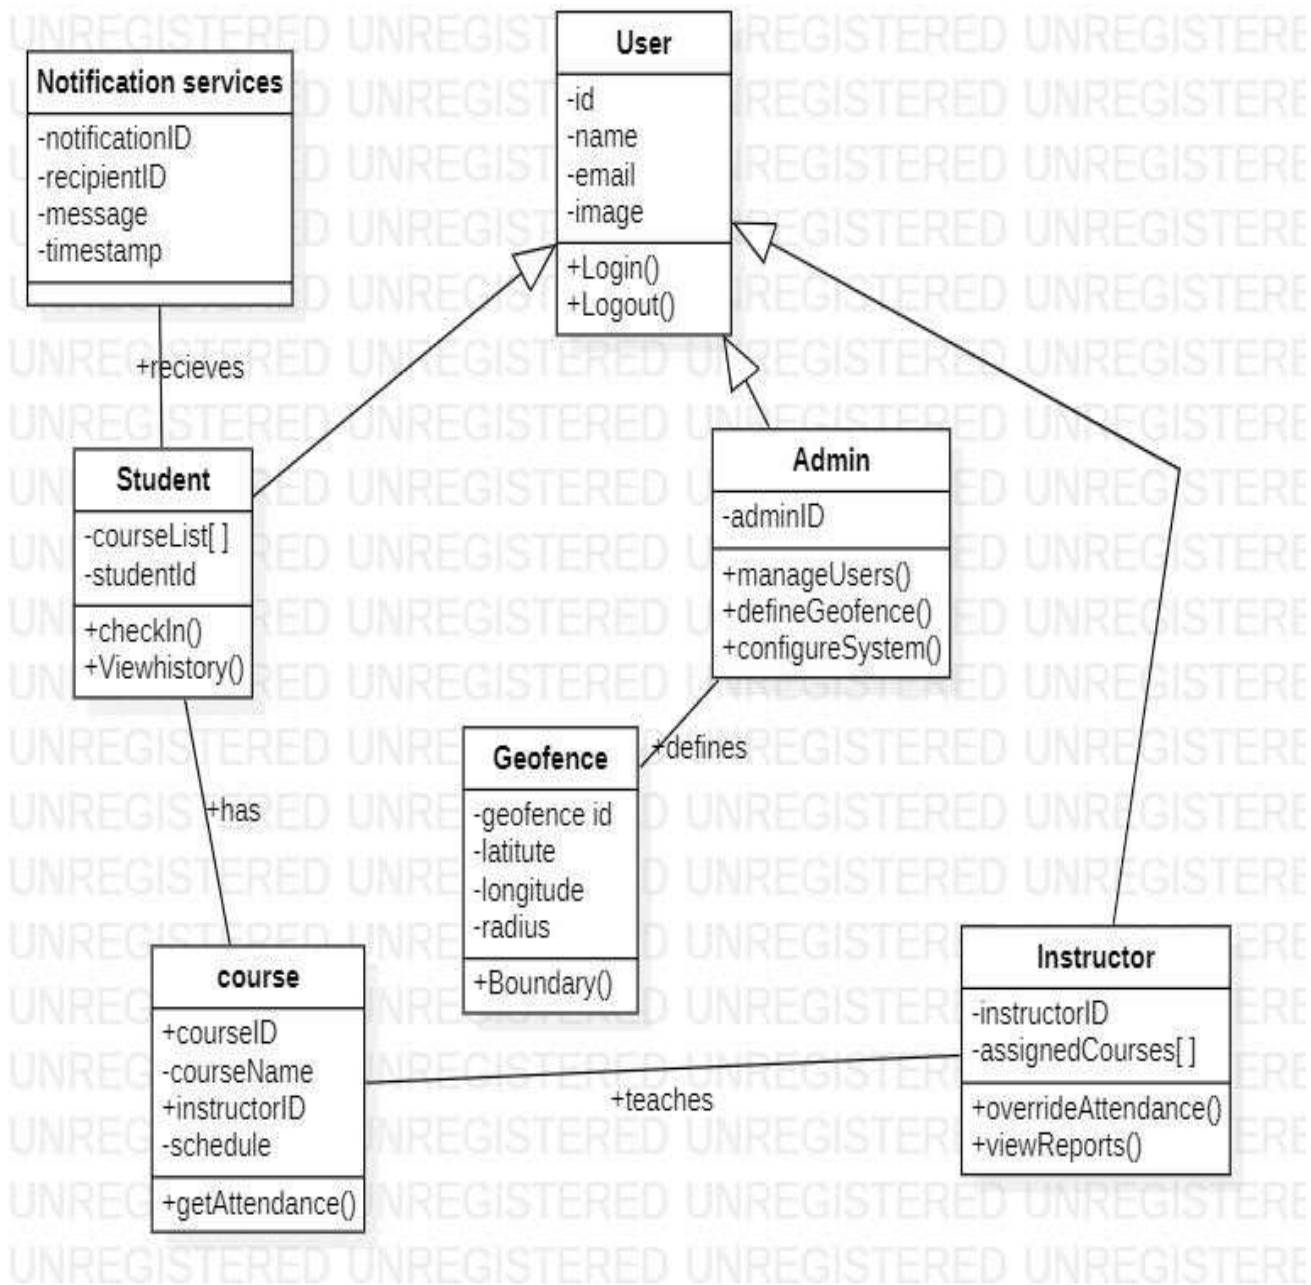 Notification services
-notificationID
-recipientID
-message
-timestamp
User
-id
-name
-email
-image
+Login()
+Logout()
+recieves
Student
-courseList[ ]
-studentId
+checkIn()
+Viewhistory()
Admin
-adminID
+manageUsers()
+defineGeofence()
+configureSystem()
+defines
+has
Geofence
-geofence id
-latitute
-longitude
-radius
+Boundary()
course
+courseID
-courseName
+instructorID
-schedule
+getAttendance()
+teaches
Instructor
-instructorID
-assignedCourses[ ]
+overrideAttendance()
+viewReports()
UNREGISTERED